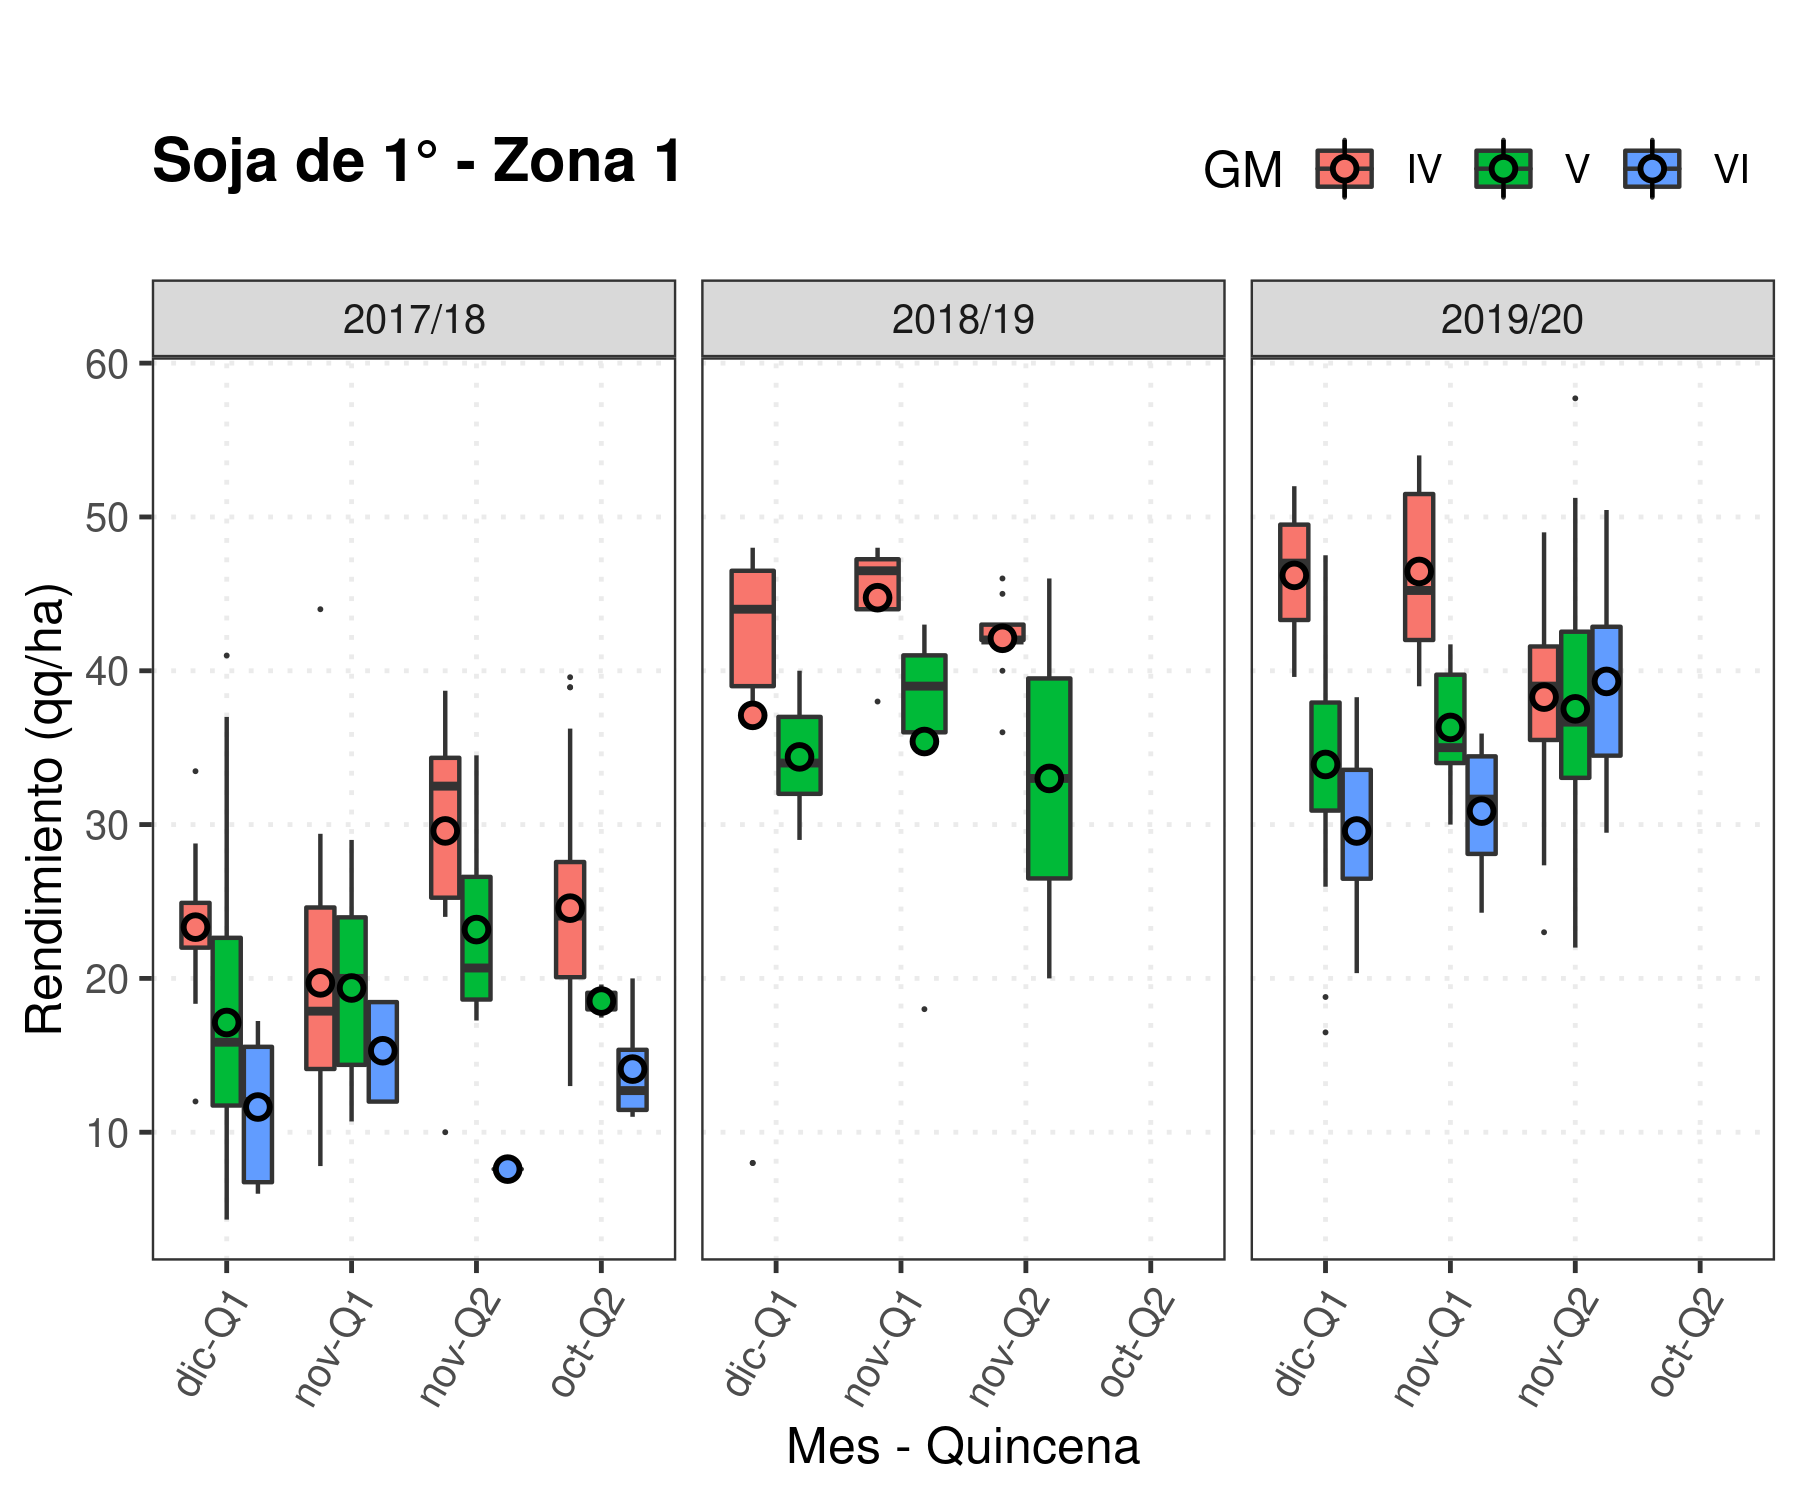 Soja de 1° - Zona 1
GM IV V VI
2017/18 2018/19 2019/20
60
50
40
30
20
10
Rendimiento (qq/ha)
dic-Q1 nov-Q1 nov-Q2 oct-Q2 dic-Q1 nov-Q1 nov-Q2 oct-Q2 dic-Q1 nov-Q1 nov-Q2 oct-Q2
Mes - Quincena